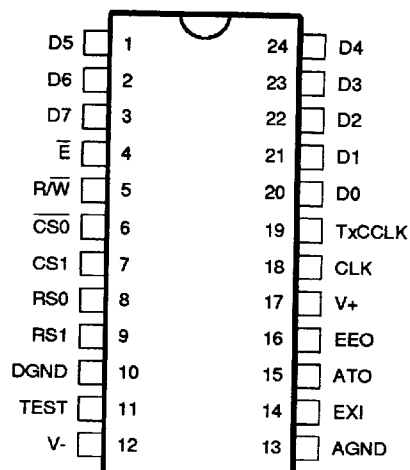 D5 1 24 D4
D6 2 23 D3
D7 3 22 D2
E̅ 4 21 D1
R/W̅ 5 20 D0
C̅S̅0̅ 6 19 TxCCLK
CS1 7 18 CLK
RS0 8 17 V+
RS1 9 16 EEO
DGND 10 15 ATO
TEST 11 14 EXI
V- 12 13 AGND